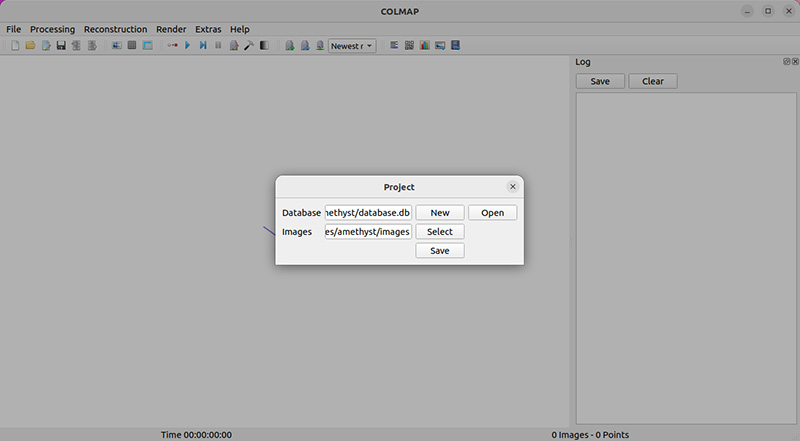 COLMAP
File Processing Reconstruction Render Extras Help
Newest r
Log
Save Clear
Project
Database nethyst/database.db New Open
Images es/amethyst/images Select
Save
Time 00:00:00:00 0 Images - 0 Points